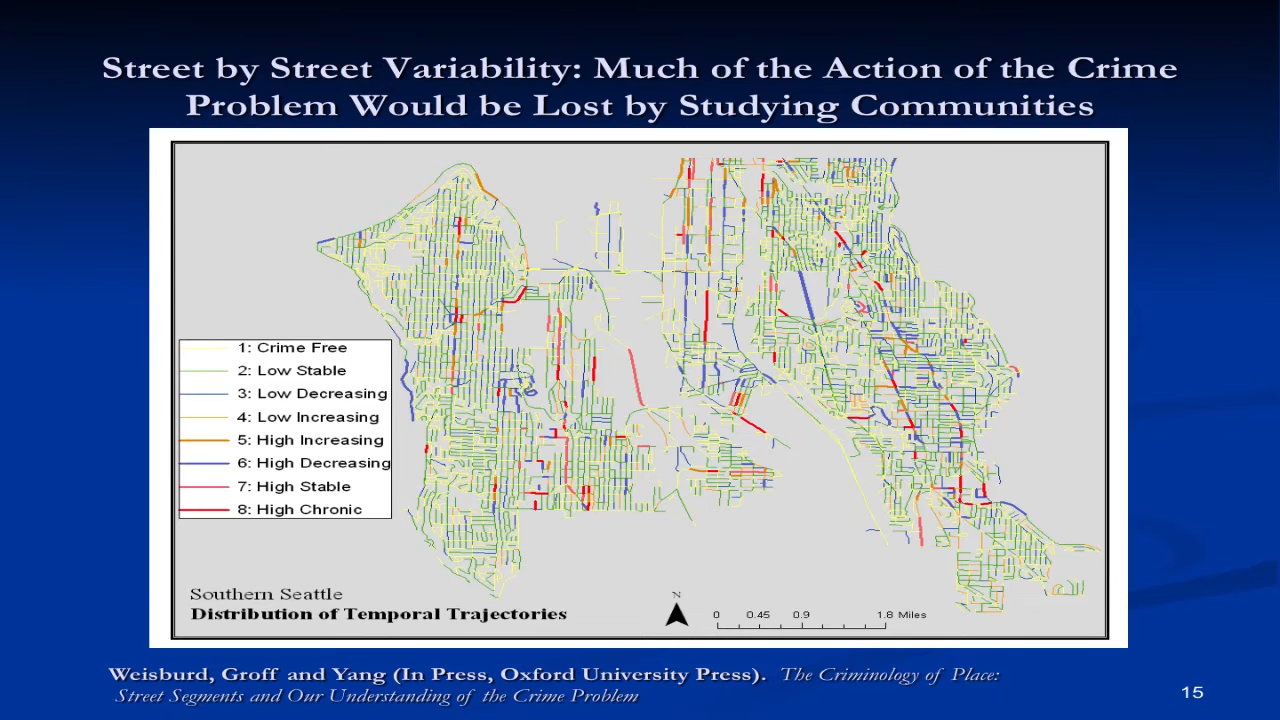 Street by Street Variability: Much of the Action of the Crime
Problem Would be Lost by Studying Communities
1: Crime Free
2: Low Stable
3: Low Decreasing
4: Low Increasing
5: High Increasing
6: High Decreasing
7: High Stable
8: High Chronic
Southern Seattle
Distribution of Temporal Trajectories
N
0 0.45 0.9 1.8 Miles
Weisburd, Groff and Yang (In Press, Oxford University Press). The Criminology of Place:
Street Segments and Our Understanding of the Crime Problem
15